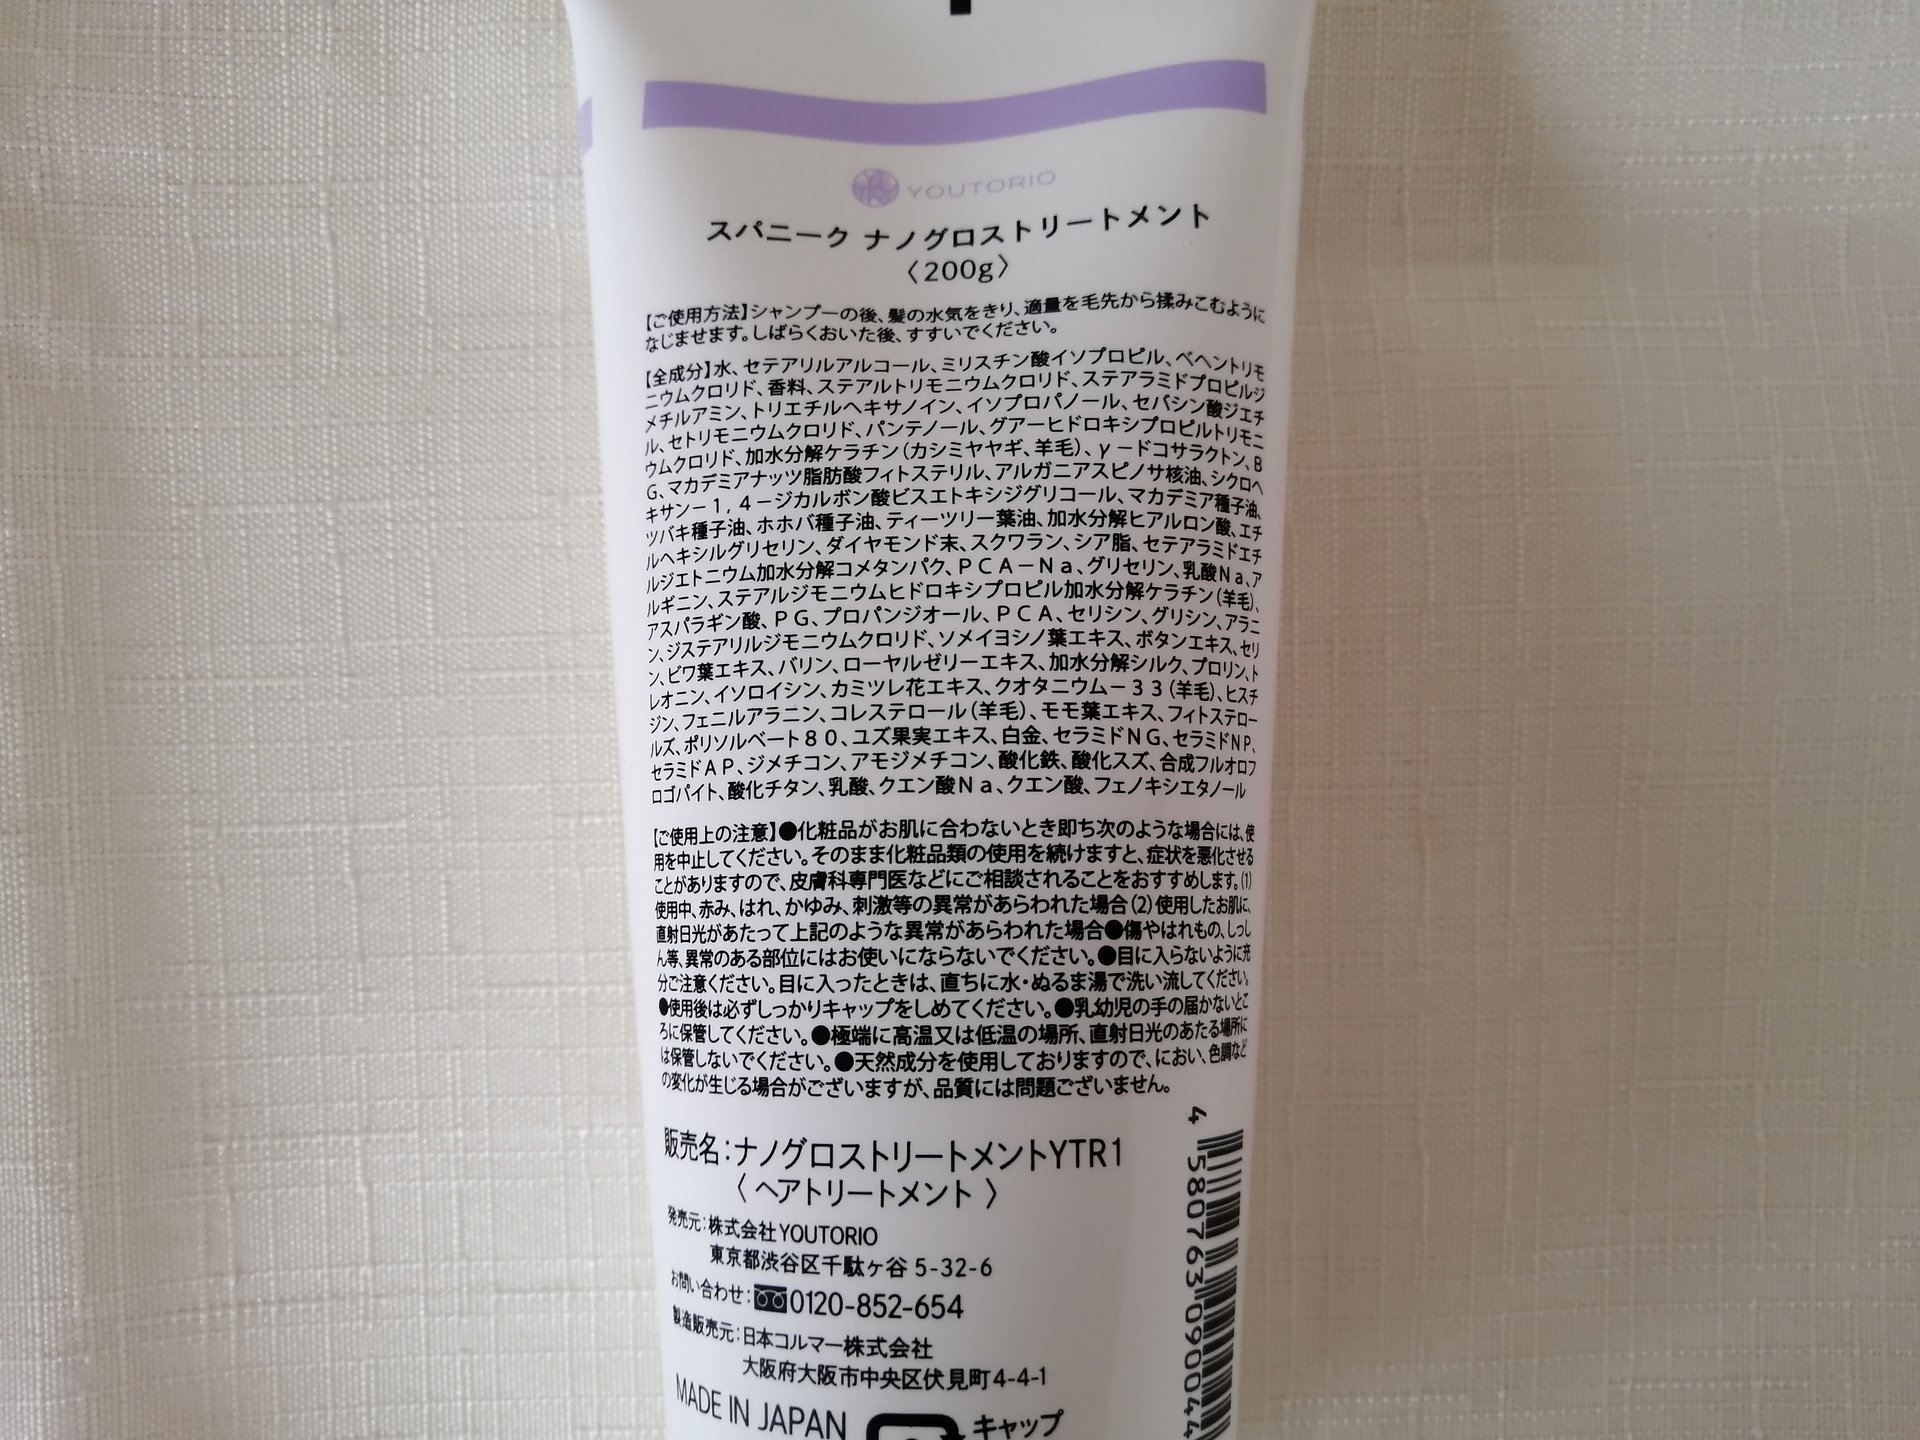 YOUTORIO
スパニーク ナノグロストリートメント
〈200g〉
【ご使用方法】シャンプーの後、髪の水気をきり、適量を毛先から揉みこむように
なじませます。しばらくおいた後、すすいでください。
【全成分】水、セテアリルアルコール、ミリスチン酸イソプロピル、ベヘントリモ
ニウムクロリド、香料、ステアルトリモニウムクロリド、ステアラミドプロピルジ
メチルアミン、トリエチルヘキサノイン、イソプロパノール、セバシン酸ジエチ
ル、セトリモニウムクロリド、パンテノール、グアーヒドロキシプロピルトリモニ
ウムクロリド、加水分解ケラチン(カシミヤヤギ、羊毛)、γ－ドコサラクトン、B
G、マカデミアナッツ脂肪酸フィトステリル、アルガニアスピノサ核油、シクロヘ
キサン－1,4－ジカルボン酸ビスエトキシジグリコール、マカデミア種子油、
ツバキ種子油、ホホバ種子油、ティーツリー葉油、加水分解ヒアルロン酸、エチ
ルヘキシルグリセリン、ダイヤモンド末、スクワラン、シア脂、セテアラミドエチ
ルジエトニウム加水分解コメタンパク、PCA－Na、グリセリン、乳酸Na、ア
ルギニン、ステアルジモニウムヒドロキシプロピル加水分解ケラチン(羊毛)、
アスパラギン酸、PG、プロパンジオール、PCA、セリシン、グリシン、アラニ
ン、ジステアリルジモニウムクロリド、ソメイヨシノ葉エキス、ボタンエキス、セリ
ン、ビワ葉エキス、バリン、ローヤルゼリーエキス、加水分解シルク、プロリン、ト
レオニン、イソロイシン、カミツレ花エキス、クオタニウム－33(羊毛)、ヒスチ
ジン、フェニルアラニン、コレステロール(羊毛)、モモ葉エキス、フィトステロー
ルズ、ポリソルベート80、ユズ果実エキス、白金、セラミドNG、セラミドNP、
セラミドAP、ジメチコン、アモジメチコン、酸化鉄、酸化スズ、合成フルオロフ
ロゴパイト、酸化チタン、乳酸、クエン酸Na、クエン酸、フェノキシエタノール
【ご使用上の注意】●化粧品がお肌に合わないとき即ち次のような場合には、使
用を中止してください。そのまま化粧品類の使用を続けますと、症状を悪化させる
ことがありますので、皮膚科専門医などにご相談されることをおすすめします。(1)
使用中、赤み、はれ、かゆみ、刺激等の異常があらわれた場合(2)使用したお肌に、
直射日光があたって上記のような異常があらわれた場合●傷やはれもの、しっし
ん等、異常のある部位にはお使いにならないでください。●目に入らないように充
分ご注意ください。目に入ったときは、直ちに水・ぬるま湯で洗い流してください。
●使用後は必ずしっかりキャップをしめてください。●乳幼児の手の届かないとこ
ろに保管してください。●極端に高温又は低温の場所、直射日光のあたる場所に
は保管しないでください。●天然成分を使用しておりますので、におい、色調など
の変化が生じる場合がございますが、品質には問題ございません。
販売名:ナノグロストリートメントYTR1
〈ヘアトリートメント〉
発売元:株式会社YOUTORIO
東京都渋谷区千駄ヶ谷 5-32-6
お問い合わせ:0120-852-654
製造販売元:日本コルマー株式会社
大阪府大阪市中央区伏見町4-4-1
MADE IN JAPAN
キャップ
4 580763 090044